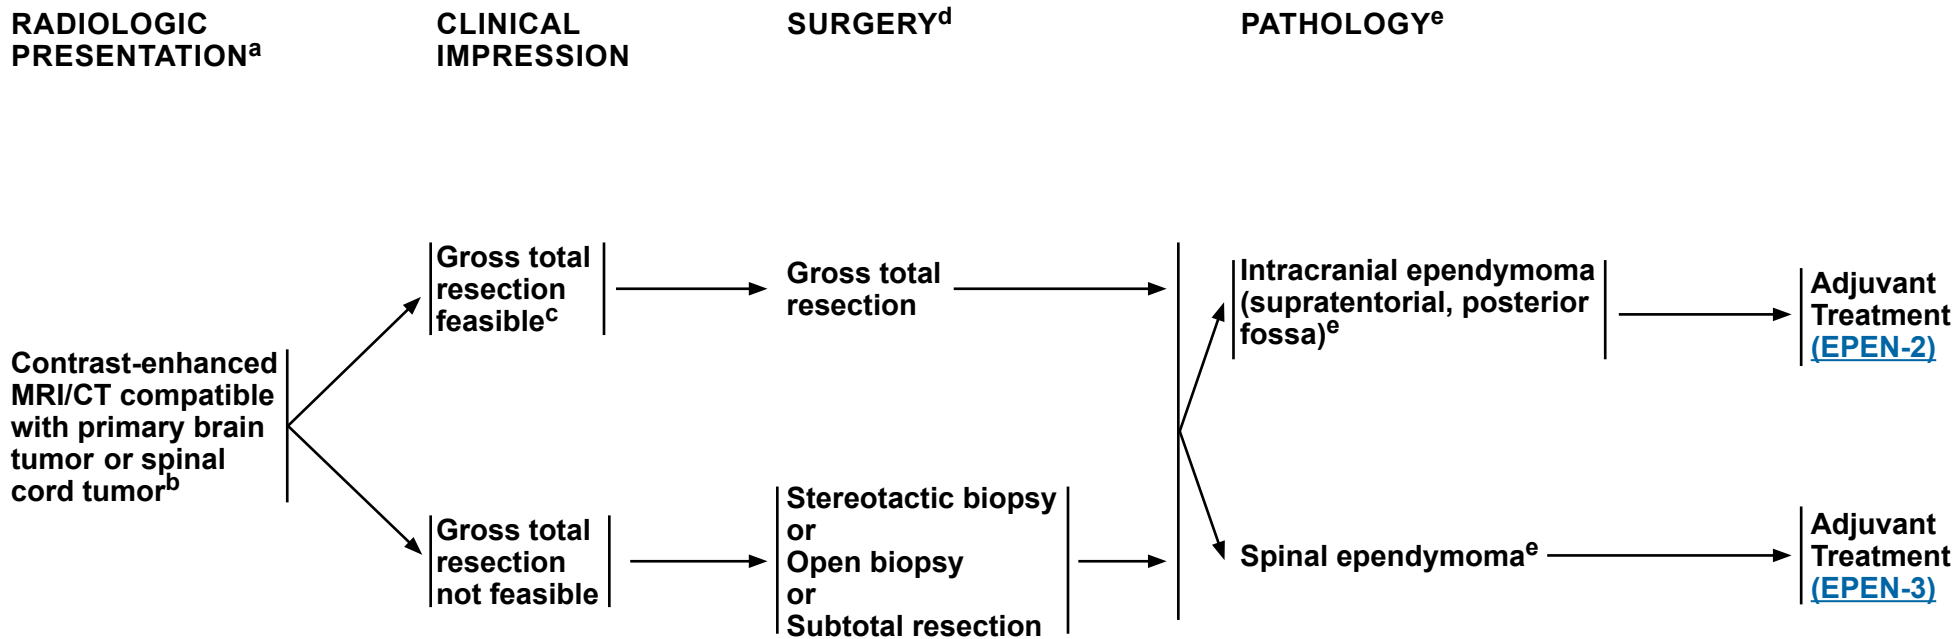 RADIOLOGIC
PRESENTATIONa
CLINICAL
IMPRESSION
SURGERYd
PATHOLOGYe
Contrast-enhanced
MRI/CT compatible
with primary brain
tumor or spinal
cord tumorb
Gross total
resection
feasiblec
Gross total
resection
Gross total
resection
not feasible
Stereotactic biopsy
or
Open biopsy
or
Subtotal resection
Intracranial ependymoma
(supratentorial, posterior
fossa)e
Adjuvant
Treatment
(EPEN-2)
Spinal ependymomae
Adjuvant
Treatment
(EPEN-3)